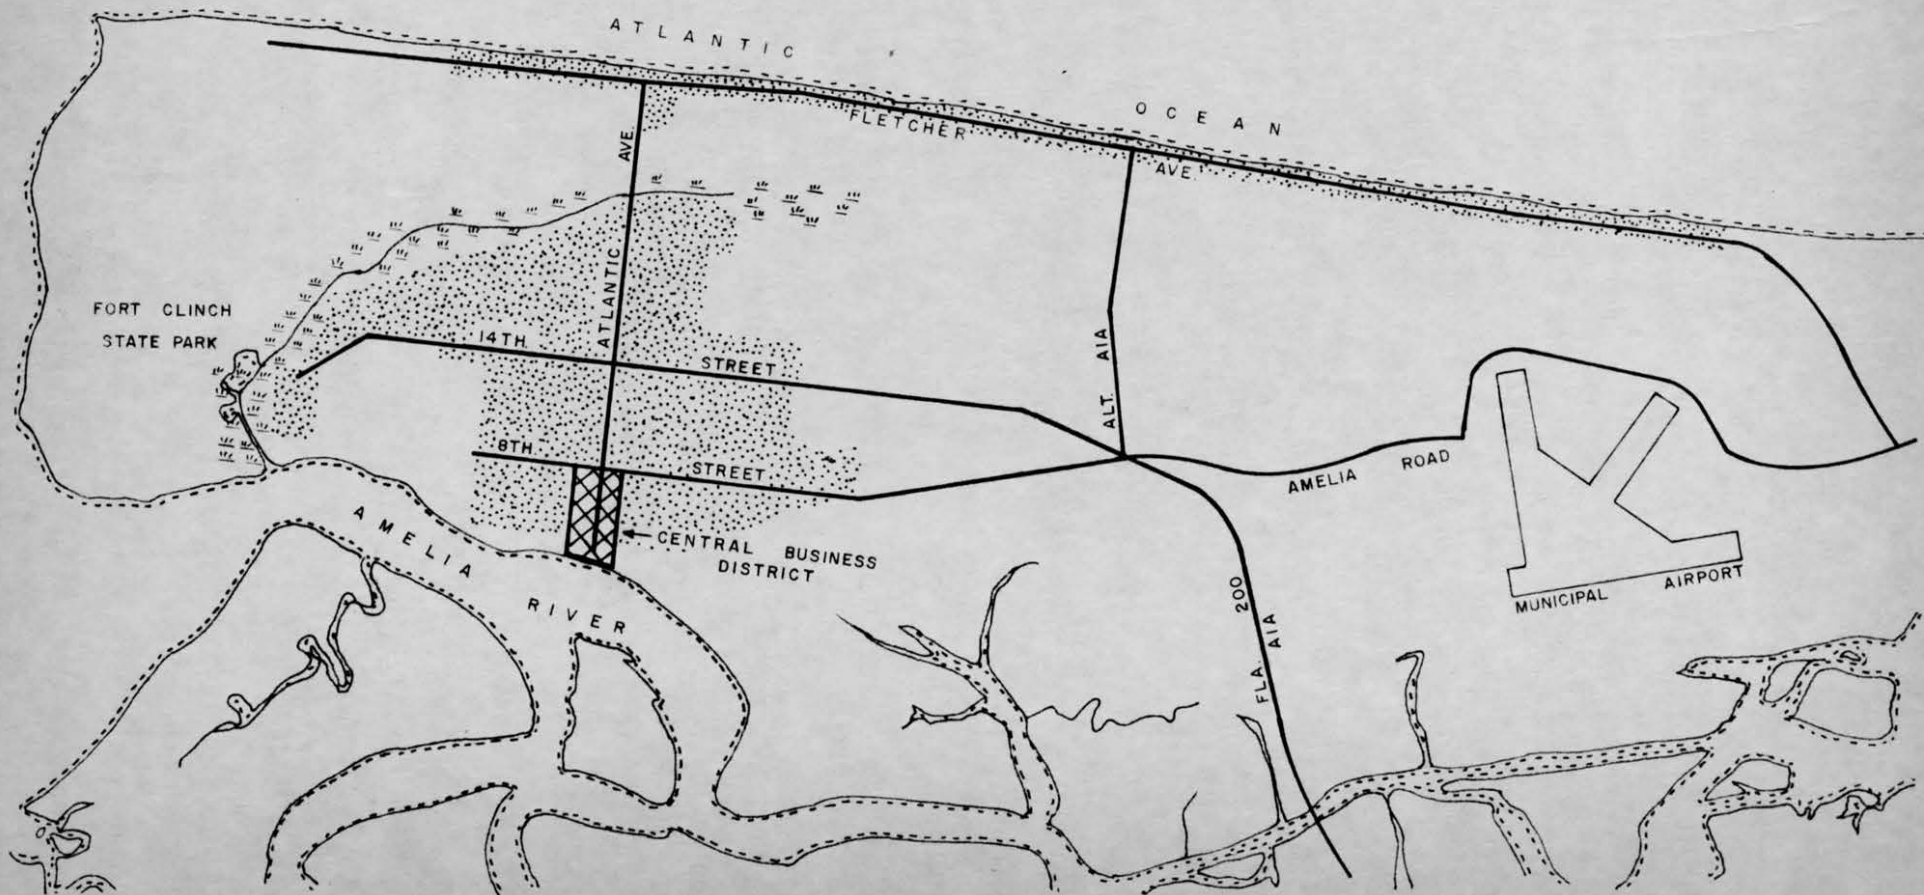 ATLANTIC
OCEAN
FLETCHER
AVE.
AVE.
ATLANTIC
FORT CLINCH
STATE PARK
14TH.
STREET
ALT. A1A
8TH.
STREET
AMELIA
ROAD
AMELIA
RIVER
CENTRAL BUSINESS
DISTRICT
200
FLA. A1A
MUNICIPAL
AIRPORT